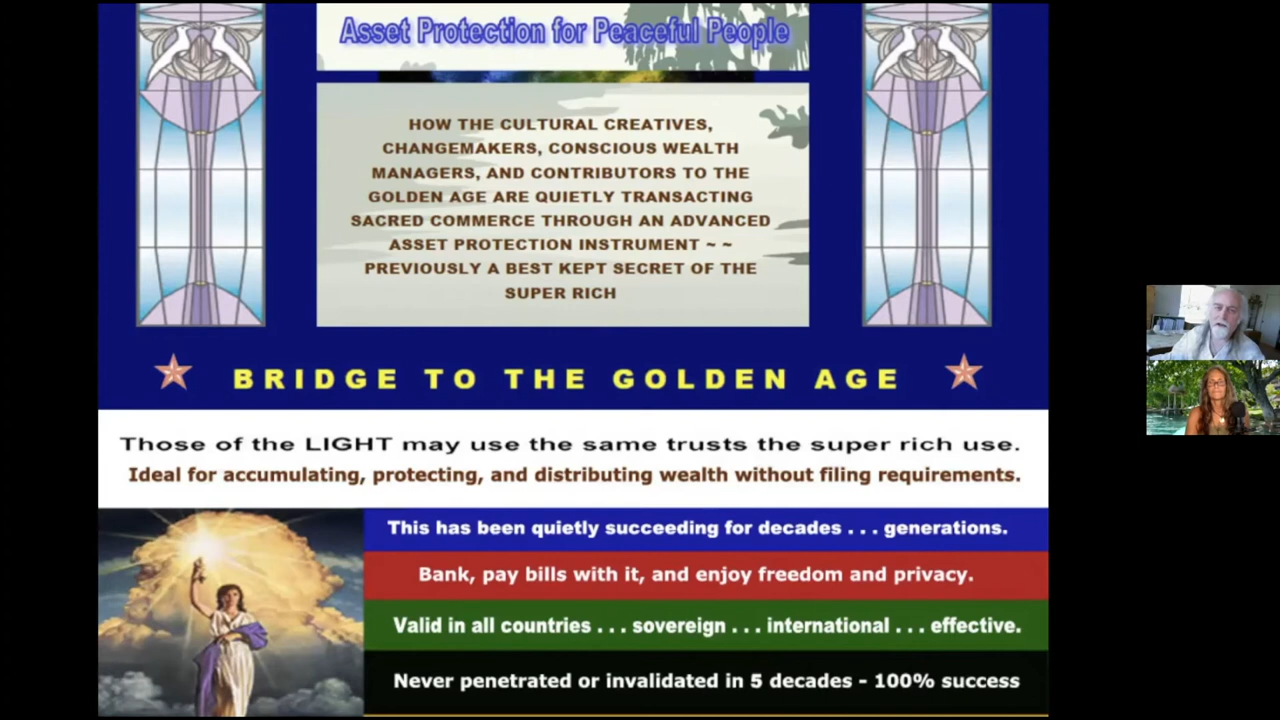 Asset Protection for Peaceful People
HOW THE CULTURAL CREATIVES,
CHANGEMAKERS, CONSCIOUS WEALTH
MANAGERS, AND CONTRIBUTORS TO THE
GOLDEN AGE ARE QUIETLY TRANSACTING
SACRED COMMERCE THROUGH AN ADVANCED
ASSET PROTECTION INSTRUMENT ~ ~
PREVIOUSLY A BEST KEPT SECRET OF THE
SUPER RICH
BRIDGE TO THE GOLDEN AGE
Those of the LIGHT may use the same trusts the super rich use.
Ideal for accumulating, protecting, and distributing wealth without filing requirements.
This has been quietly succeeding for decades . . . generations.
Bank, pay bills with it, and enjoy freedom and privacy.
Valid in all countries . . . sovereign . . . international . . . effective.
Never penetrated or invalidated in 5 decades - 100% success